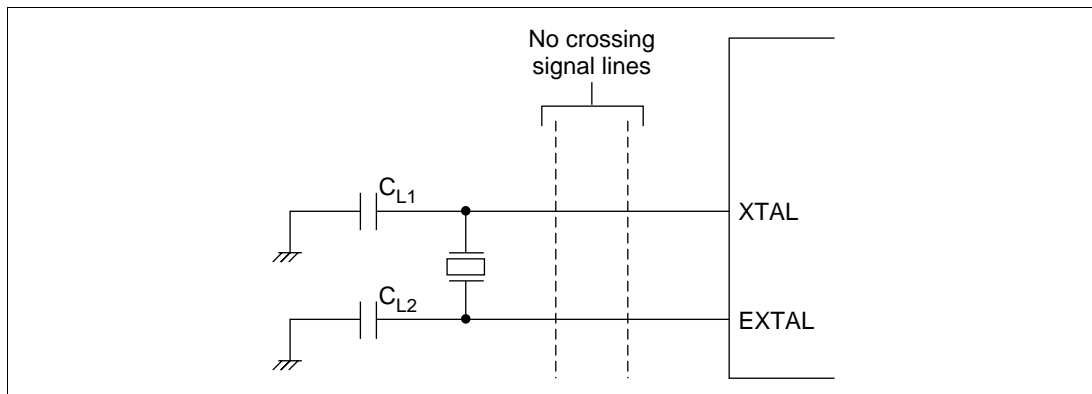 No crossing
signal lines
CL1
XTAL
CL2
EXTAL